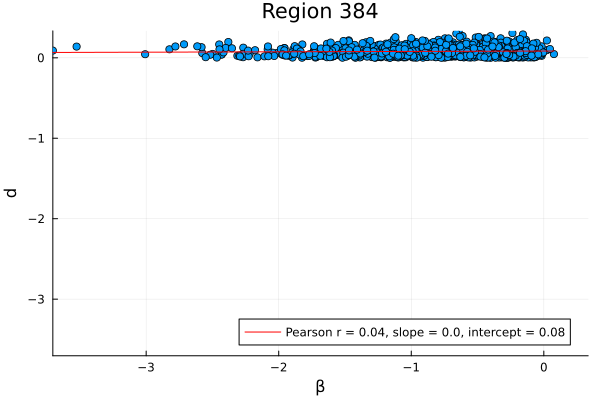 Region 384
d
0
−1
−2
−3
Pearson r = 0.04, slope = 0.0, intercept = 0.08
−3
−2
−1
0
β